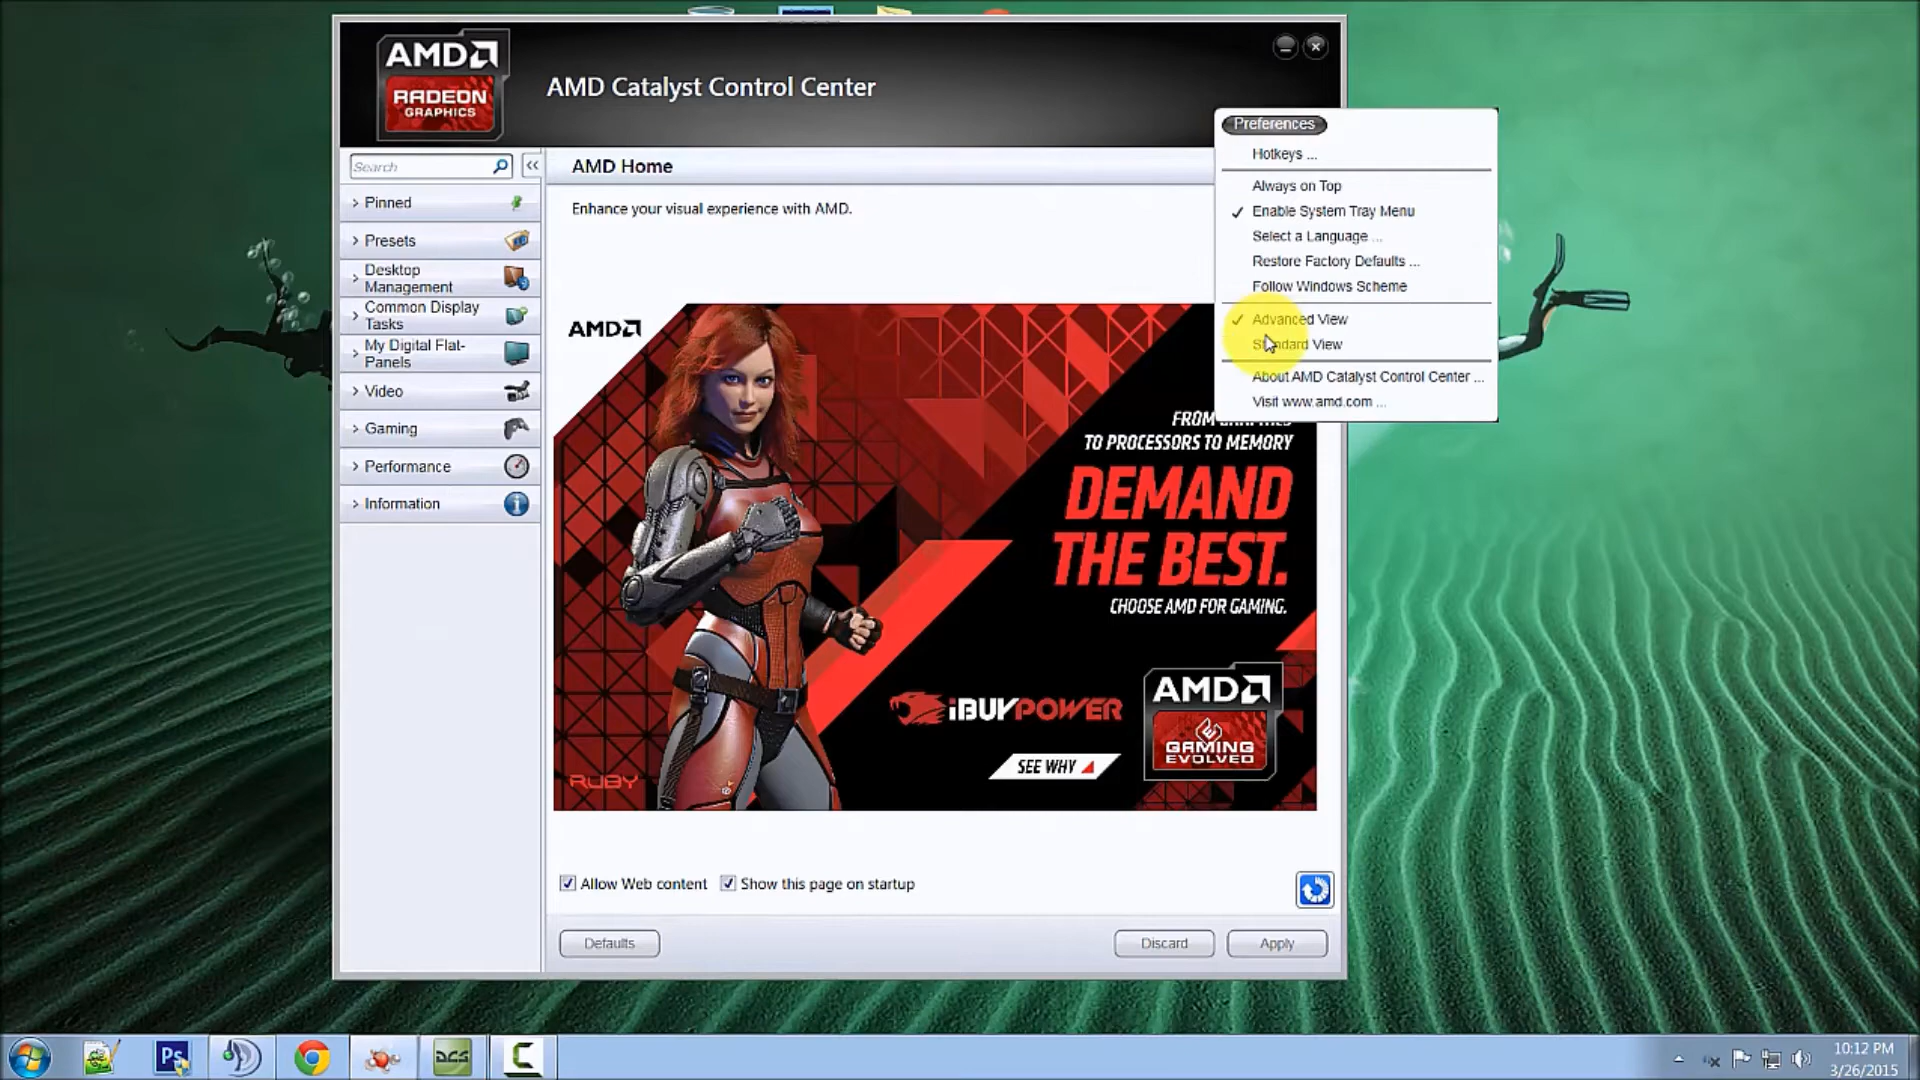 AMD
RADEON
GRAPHICS
AMD Catalyst Control Center
Preferences
Hotkeys ...
Always on Top
Enable System Tray Menu
Select a Language ...
Restore Factory Defaults ...
Follow Windows Scheme
Advanced View
Standard View
About AMD Catalyst Control Center ...
Visit www.amd.com ...
Search
Pinned
Presets
Desktop
Management
Common Display
Tasks
My Digital Flat-
Panels
Video
Gaming
Performance
Information
AMD Home
Enhance your visual experience with AMD.
AMD
FROM GRAPHICS
TO PROCESSORS TO MEMORY
DEMAND
THE BEST.
CHOOSE AMD FOR GAMING.
iBUYPOWER
SEE WHY
AMD
GAMING
EVOLVED
RUBY
Allow Web content
Show this page on startup
Defaults
Discard
Apply
Ps
DCS
C
10:12 PM
3/26/2015